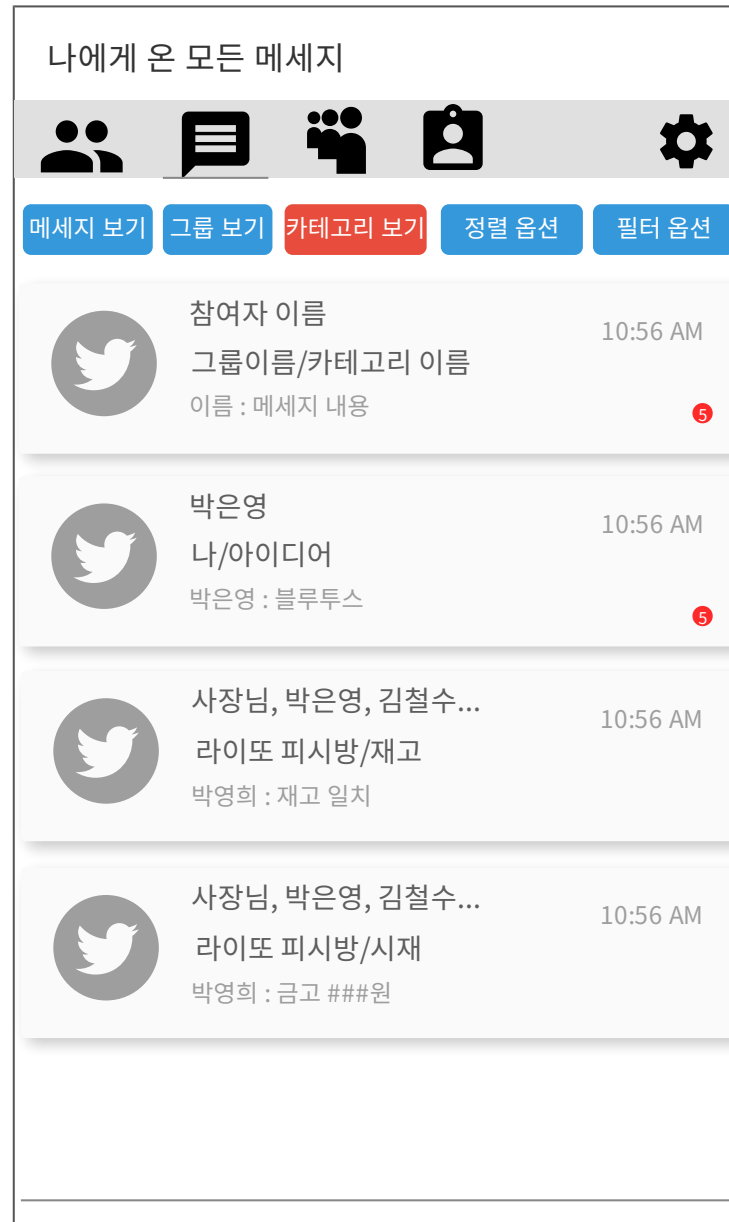 나에게 온 모든 메세지
메세지 보기 그룹 보기 카테고리 보기 정렬 옵션 필터 옵션
참여자 이름
10:56 AM
그룹이름/카테고리 이름
이름 : 메세지 내용
5
박은영
10:56 AM
나/아이디어
박은영 : 블루투스
5
사장님, 박은영, 김철수...
10:56 AM
라이또 피시방/재고
박영희 : 재고 일치
사장님, 박은영, 김철수...
10:56 AM
라이또 피시방/시재
박영희 : 금고 ###원